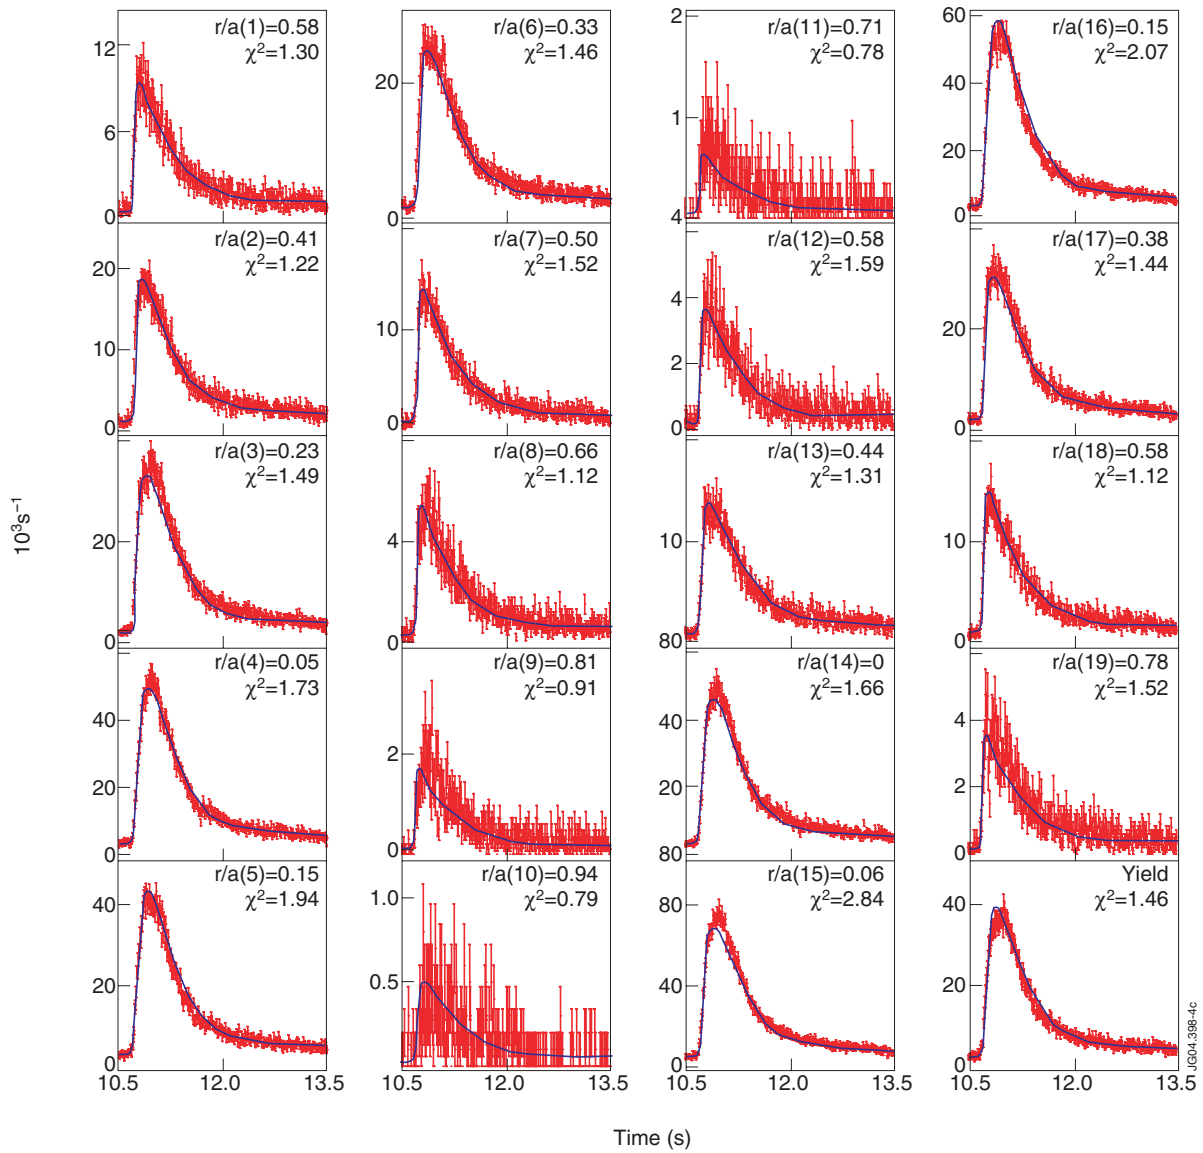 r/a(1)=0.58
χ²=1.30
12
6
0
r/a(6)=0.33
χ²=1.46
20
0
r/a(11)=0.71
χ²=0.78
2
1
4
r/a(16)=0.15
χ²=2.07
60
40
20
0
r/a(2)=0.41
χ²=1.22
20
10
0
r/a(7)=0.50
χ²=1.52
10
0
r/a(12)=0.58
χ²=1.59
4
2
0
r/a(17)=0.38
χ²=1.44
20
0
r/a(3)=0.23
χ²=1.49
20
0
r/a(8)=0.66
χ²=1.12
4
0
r/a(13)=0.44
χ²=1.31
10
80
r/a(18)=0.58
χ²=1.12
10
0
10³s⁻¹
r/a(4)=0.05
χ²=1.73
40
20
0
r/a(9)=0.81
χ²=0.91
2
0
r/a(14)=0
χ²=1.66
40
20
80
r/a(19)=0.78
χ²=1.52
4
2
0
r/a(5)=0.15
χ²=1.94
40
20
0
r/a(10)=0.94
χ²=0.79
1.0
0.5
r/a(15)=0.06
χ²=2.84
80
40
0
Yield
χ²=1.46
40
20
0
10.5 12.0 13.5
10.5 12.0 13.5
10.5 12.0 13.5
10.5 12.0 13.5
Time (s)
JG04.398-4c